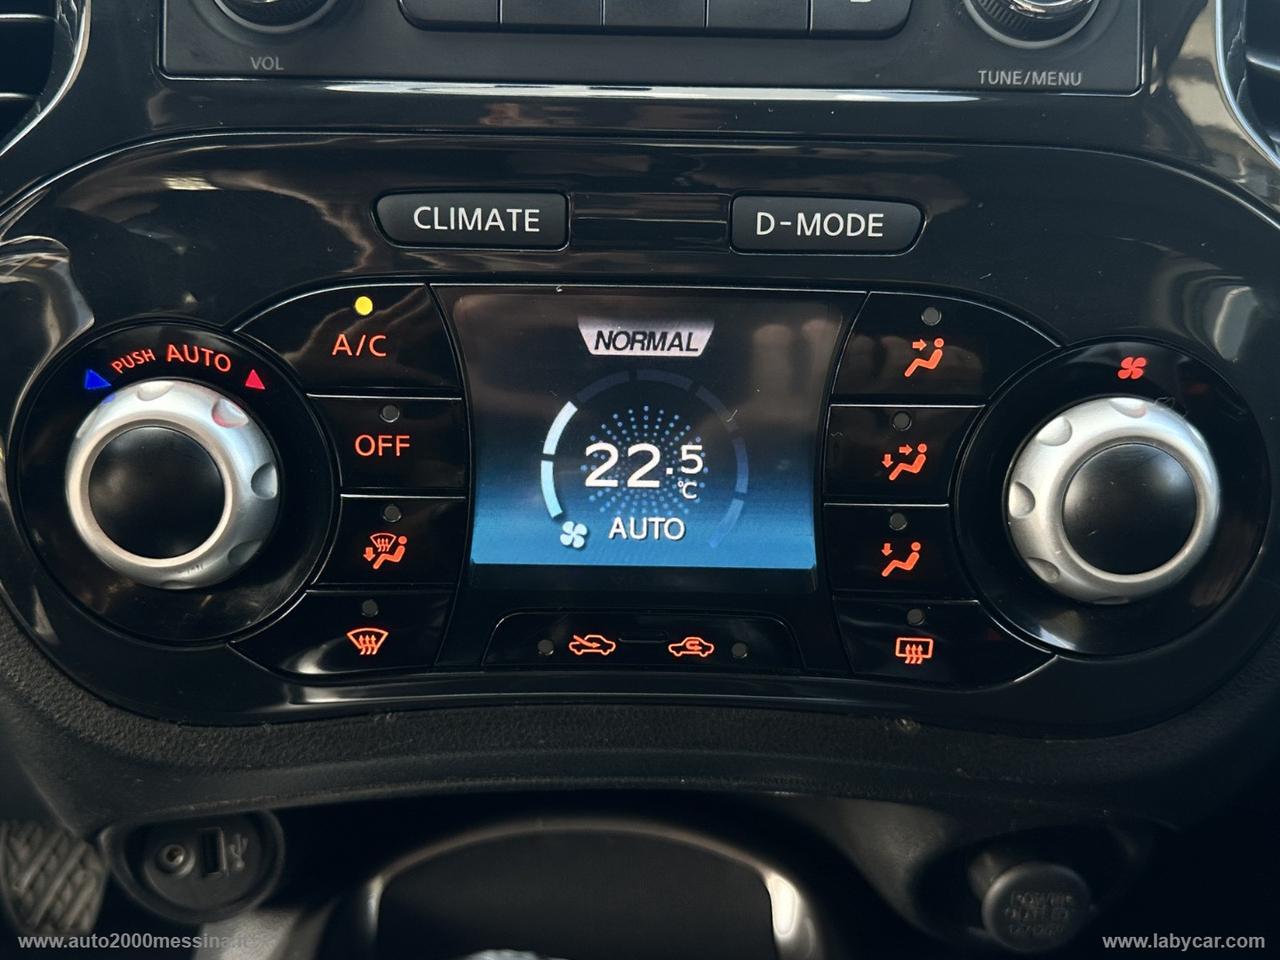 VOL
TUNE/MENU
CLIMATE
D-MODE
PUSH AUTO
A/C
NORMAL
OFF
22.5
°C
AUTO
www.auto2000messina.it
www.labycar.com